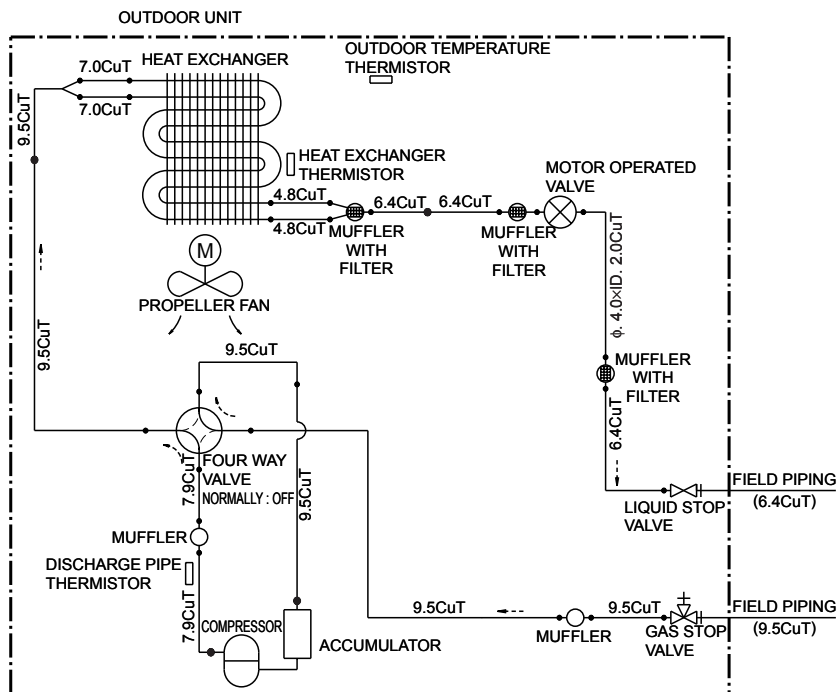 OUTDOOR UNIT
OUTDOOR TEMPERATURE
THERMISTOR
HEAT EXCHANGER
7.0CuT
7.0CuT
9.5CuT
HEAT EXCHANGER
THERMISTOR
MOTOR OPERATED
VALVE
4.8CuT
4.8CuT
6.4CuT
6.4CuT
MUFFLER
WITH
FILTER
MUFFLER
WITH
FILTER
ϕ. 4.0×ID. 2.0CuT
M
PROPELLER FAN
9.5CuT
9.5CuT
MUFFLER
WITH
FILTER
6.4CuT
FOUR WAY
VALVE
NORMALLY : OFF
7.9CuT
9.5CuT
FIELD PIPING
(6.4CuT)
LIQUID STOP
VALVE
MUFFLER
DISCHARGE PIPE
THERMISTOR
7.9CuT
COMPRESSOR
ACCUMULATOR
9.5CuT
MUFFLER
9.5CuT
GAS STOP
VALVE
FIELD PIPING
(9.5CuT)